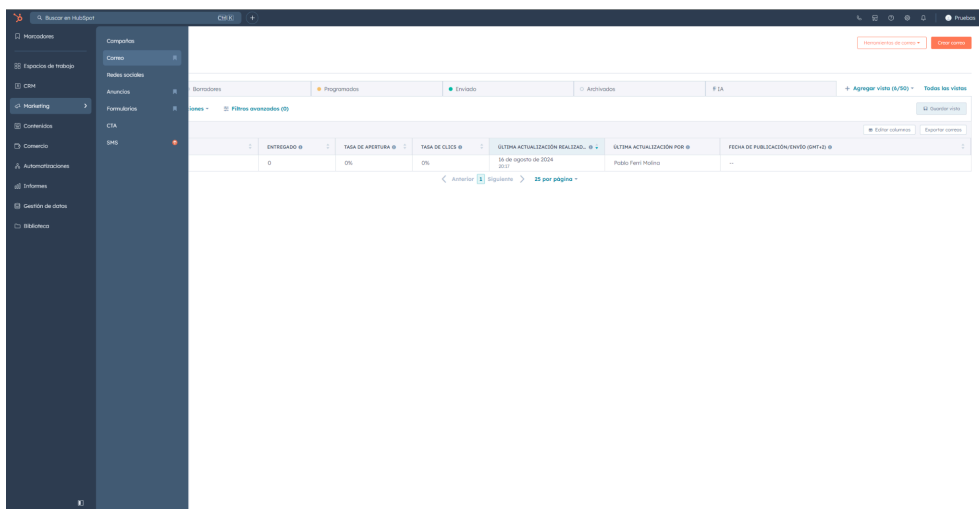 Buscar en HubSpot Ctrl K
Pruebas
Marcadores
Espacios de trabajo
CRM
Marketing
Contenidos
Comercio
Automatizaciones
Informes
Gestión de datos
Biblioteca
Campañas
Correo
Redes sociales
Anuncios
Formularios
CTA
SMS
Herramientas de correo
Crear correo
Borradores
Programados
Enviado
Archivados
+ Agregar vista (6/50)
Todas las vistas
iones
Filtros avanzados (0)
Guardar vista
Editar columnas
Exportar correos
ENTREGADO
TASA DE APERTURA
TASA DE CLICS
ÚLTIMA ACTUALIZACIÓN REALIZAD...
ÚLTIMA ACTUALIZACIÓN POR
FECHA DE PUBLICACIÓN/ENVÍO (GMT+2)
0
0%
0%
16 de agosto de 2024
20:17
Pablo Ferri Molina
--
Anterior 1 Siguiente
25 por página